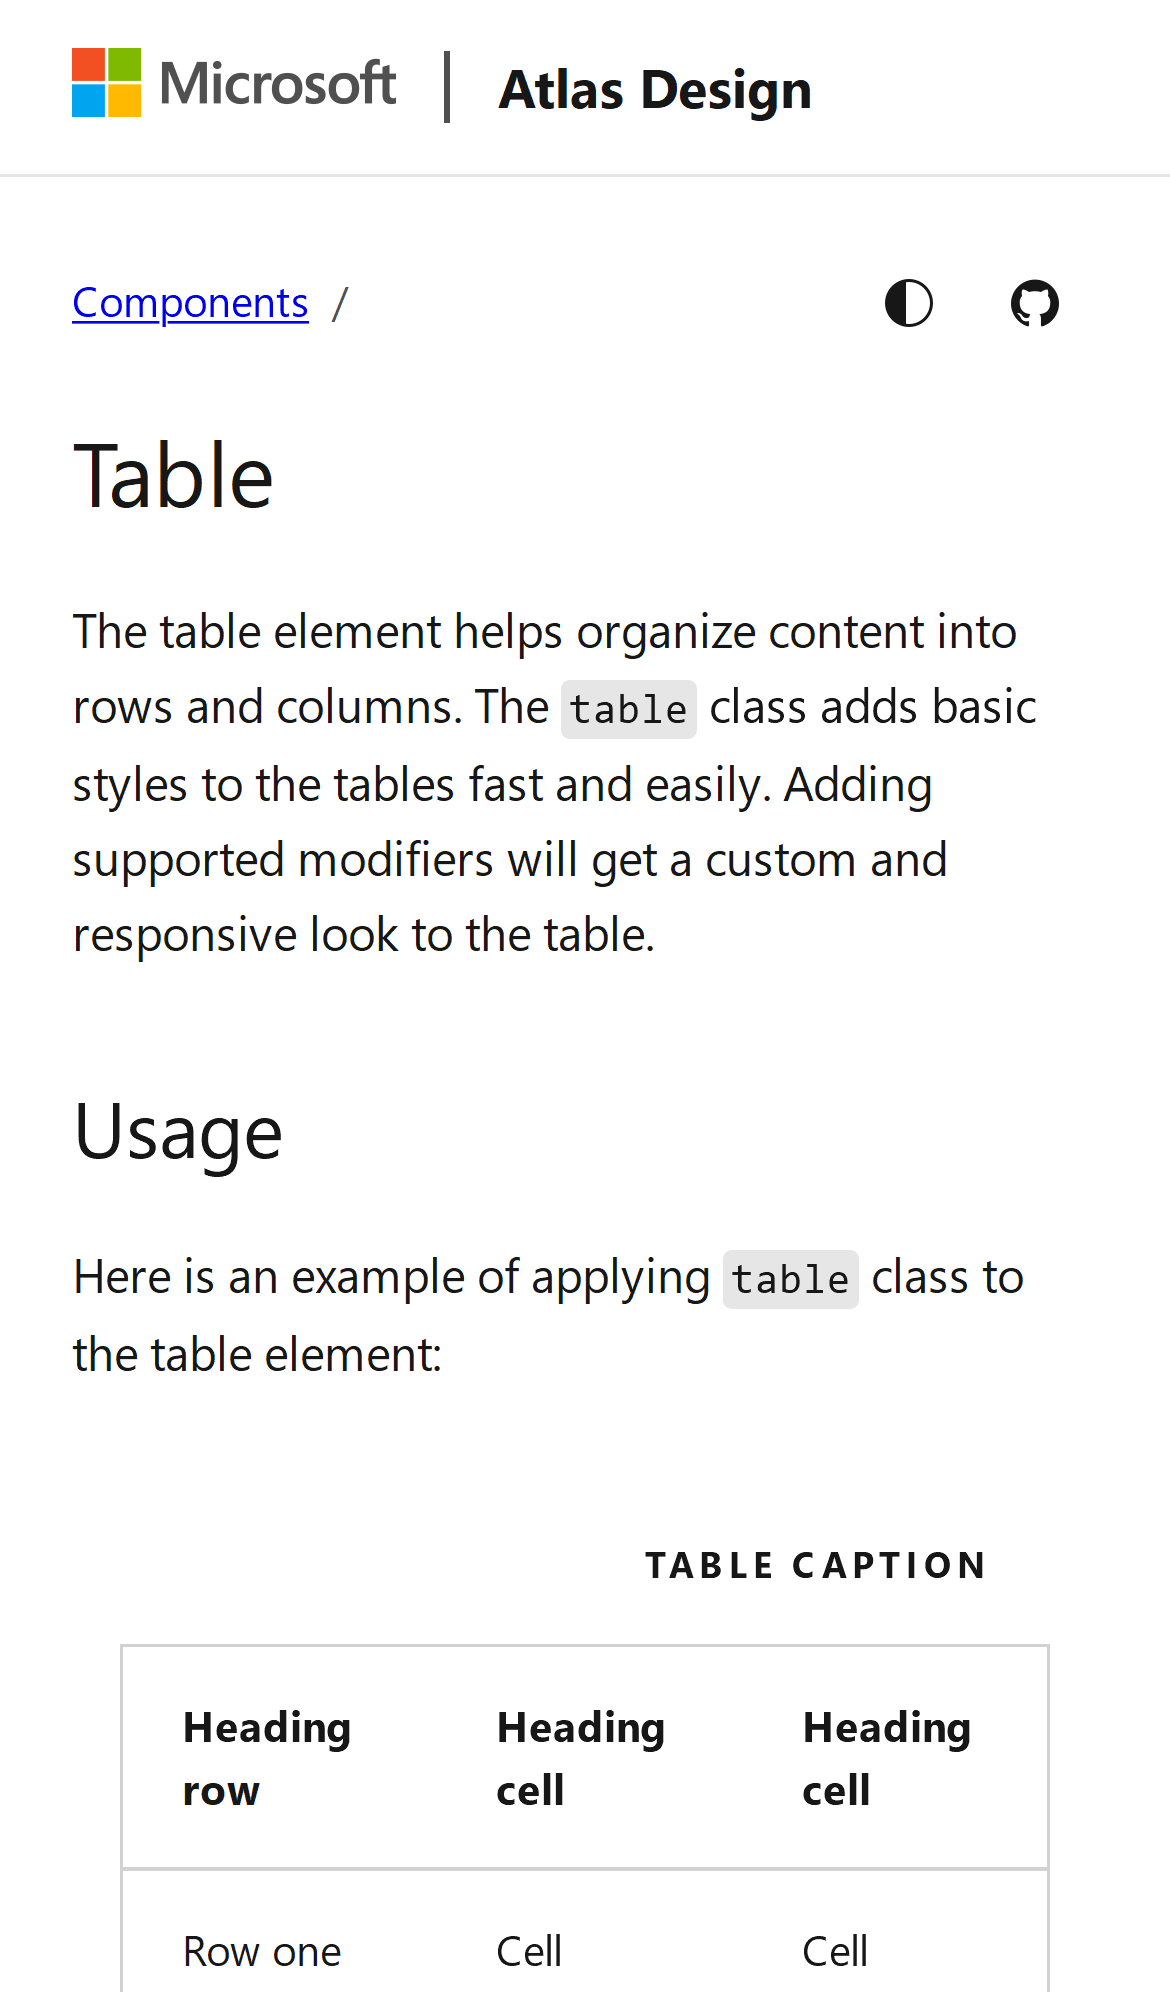 Microsoft | Atlas Design
Components /
Table
The table element helps organize content into
rows and columns. The table class adds basic
styles to the tables fast and easily. Adding
supported modifiers will get a custom and
responsive look to the table.
Usage
Here is an example of applying table class to
the table element:
TABLE CAPTION
Heading row Heading cell Heading cell
Row one Cell Cell